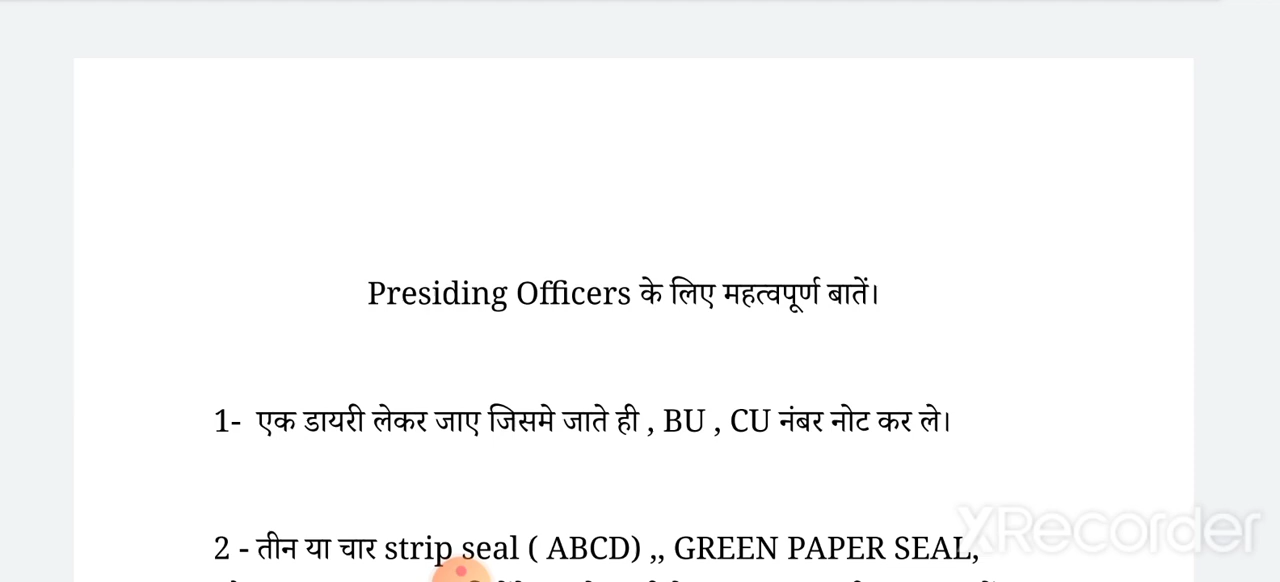 Presiding Officers के लिए महत्वपूर्ण बातें।
1- एक डायरी लेकर जाए जिसमे जाते ही , BU , CU नंबर नोट कर ले।
2 - तीन या चार strip seal ( ABCD) ,, GREEN PAPER SEAL,
XRecorder